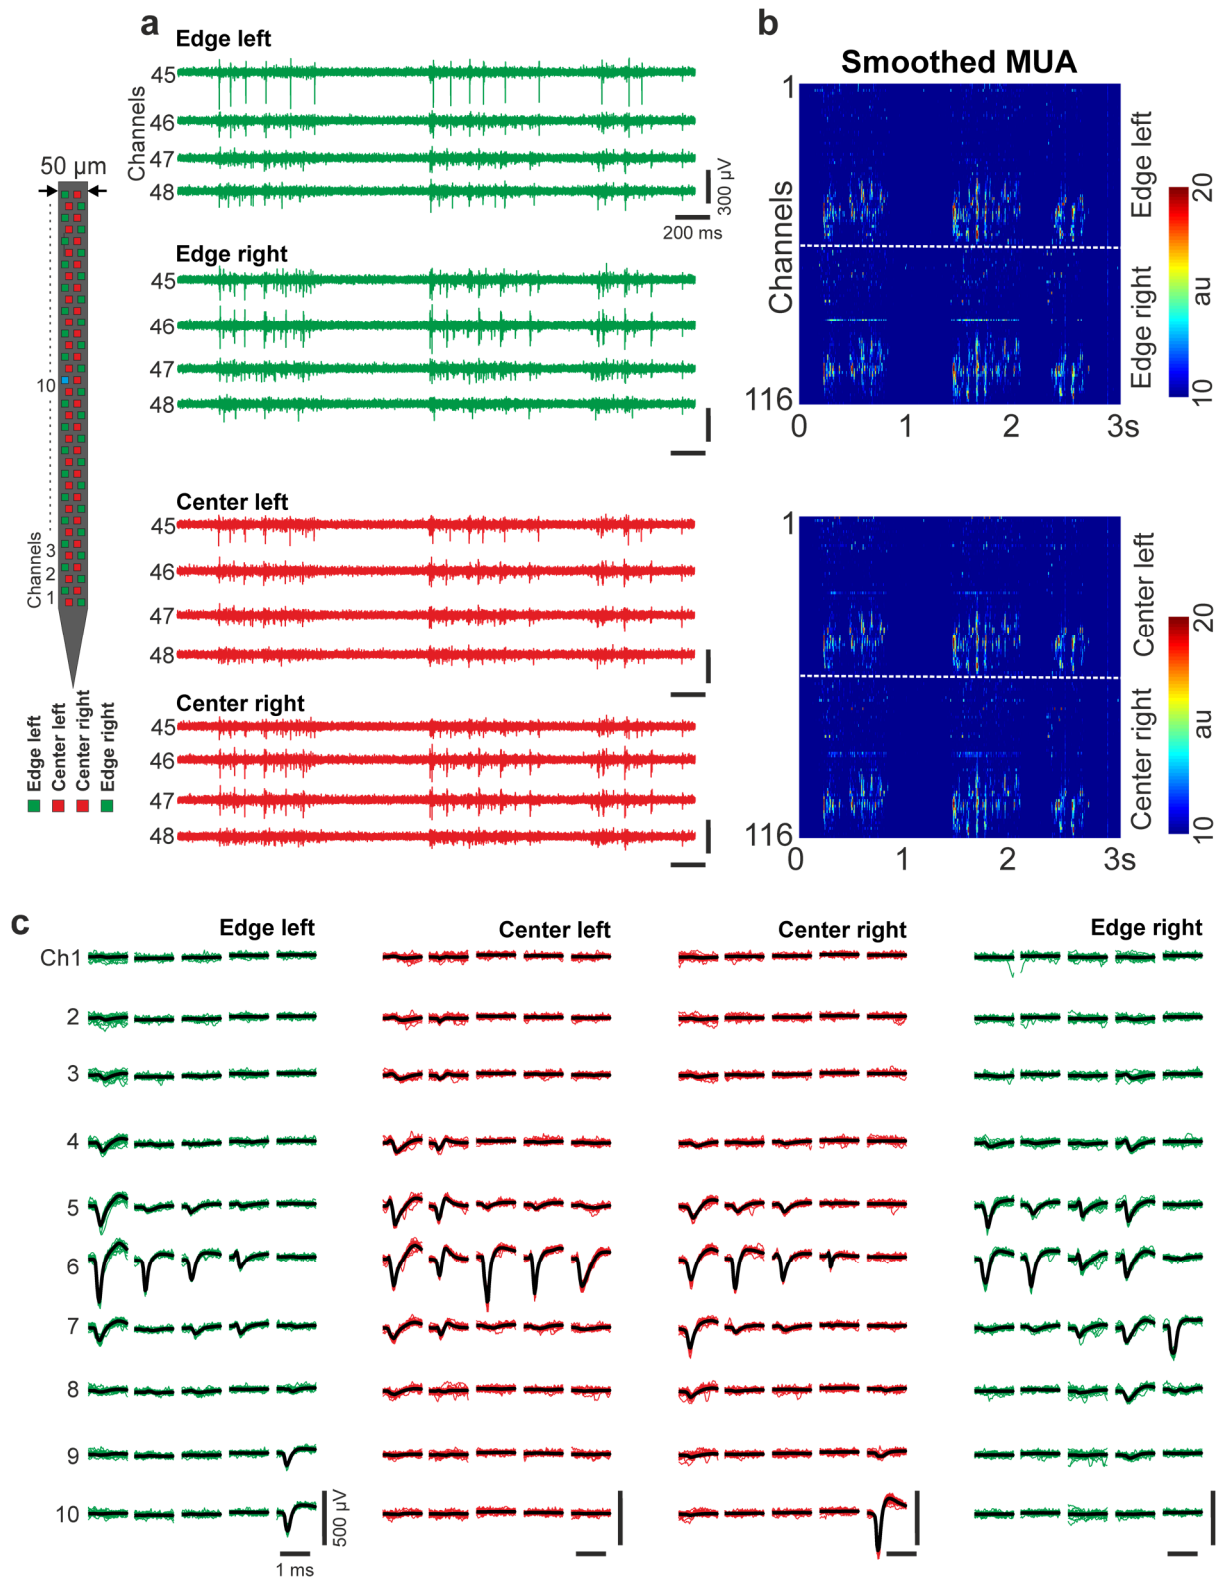 a
b
Edge left
Channels
45
46
47
48
300 µV
200 ms
Edge right
45
46
47
48
Center left
45
46
47
48
Center right
45
46
47
48
50 µm
10
3
2
1
Channels
Edge left
Center left
Center right
Edge right
Smoothed MUA
1
Channels
116
0
1
2
3s
Edge left
Edge right
20
au
10
1
116
0
1
2
3s
Center left
Center right
20
au
10
c
Edge left
Center left
Center right
Edge right
Ch1
2
3
4
5
6
7
8
9
10
500 µV
1 ms